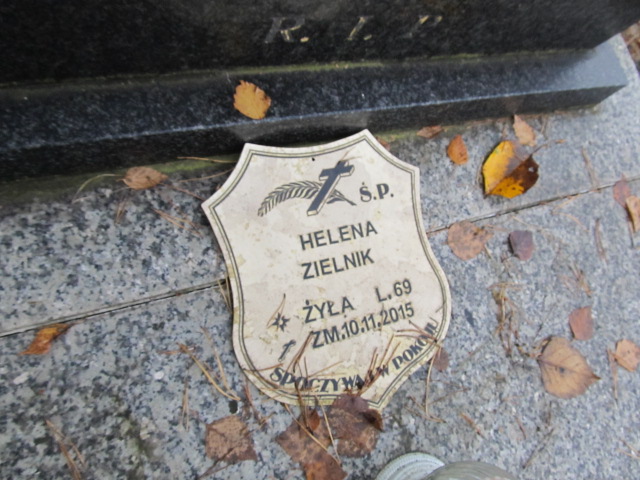 R. I. P
Ś.P.
HELENA
ZIELNIK
ŻYŁA L. 69
ZM.10.11.2015
SPOCZYWAJ W POKOJU